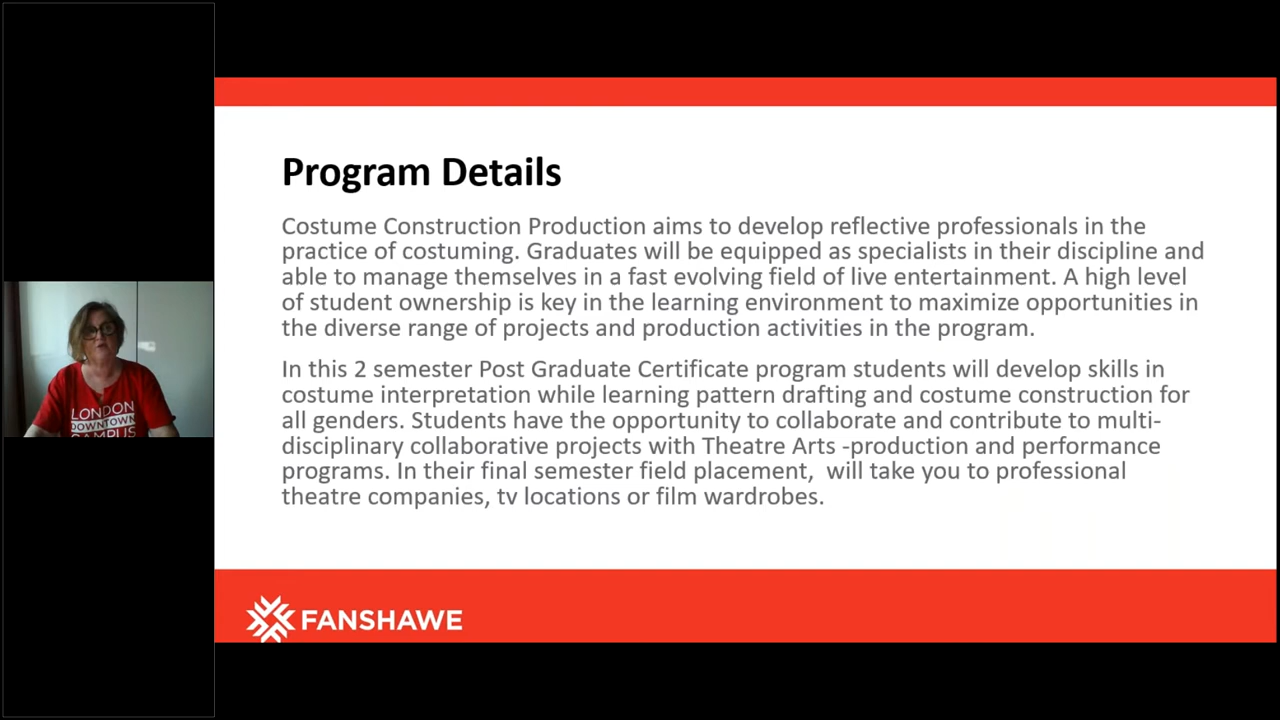 Program Details
Costume Construction Production aims to develop reflective professionals in the
practice of costuming. Graduates will be equipped as specialists in their discipline and
able to manage themselves in a fast evolving field of live entertainment. A high level
of student ownership is key in the learning environment to maximize opportunities in
the diverse range of projects and production activities in the program.
In this 2 semester Post Graduate Certificate program students will develop skills in
costume interpretation while learning pattern drafting and costume construction for
all genders. Students have the opportunity to collaborate and contribute to multi-
disciplinary collaborative projects with Theatre Arts -production and performance
programs. In their final semester field placement,  will take you to professional
theatre companies, tv locations or film wardrobes.
LONDON
DOWNTOWN
CAMPUS
FANSHAWE